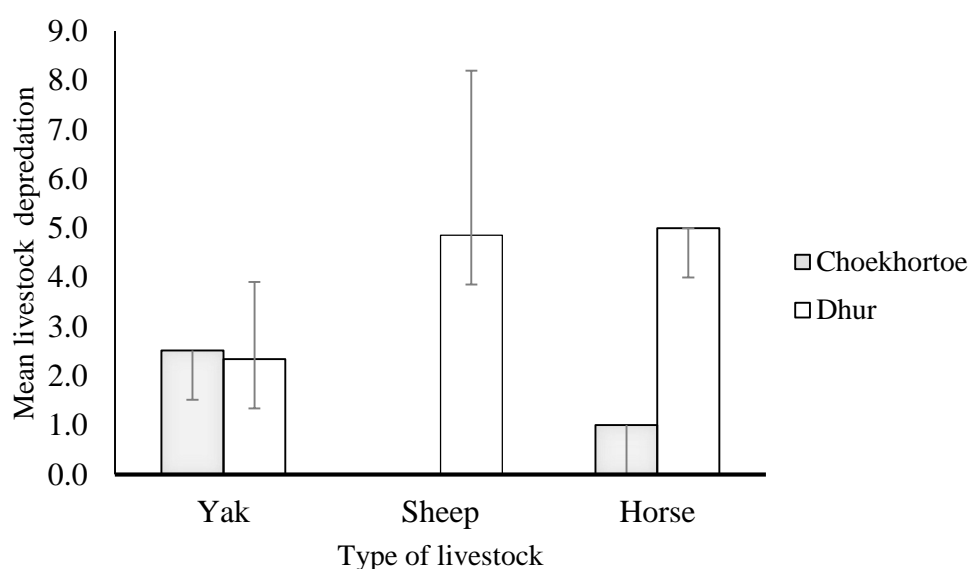 Mean livestock depredation
9.0
8.0
7.0
6.0
5.0
4.0
3.0
2.0
1.0
0.0
Yak Sheep Horse
Type of livestock
Choekhortoe
Dhur